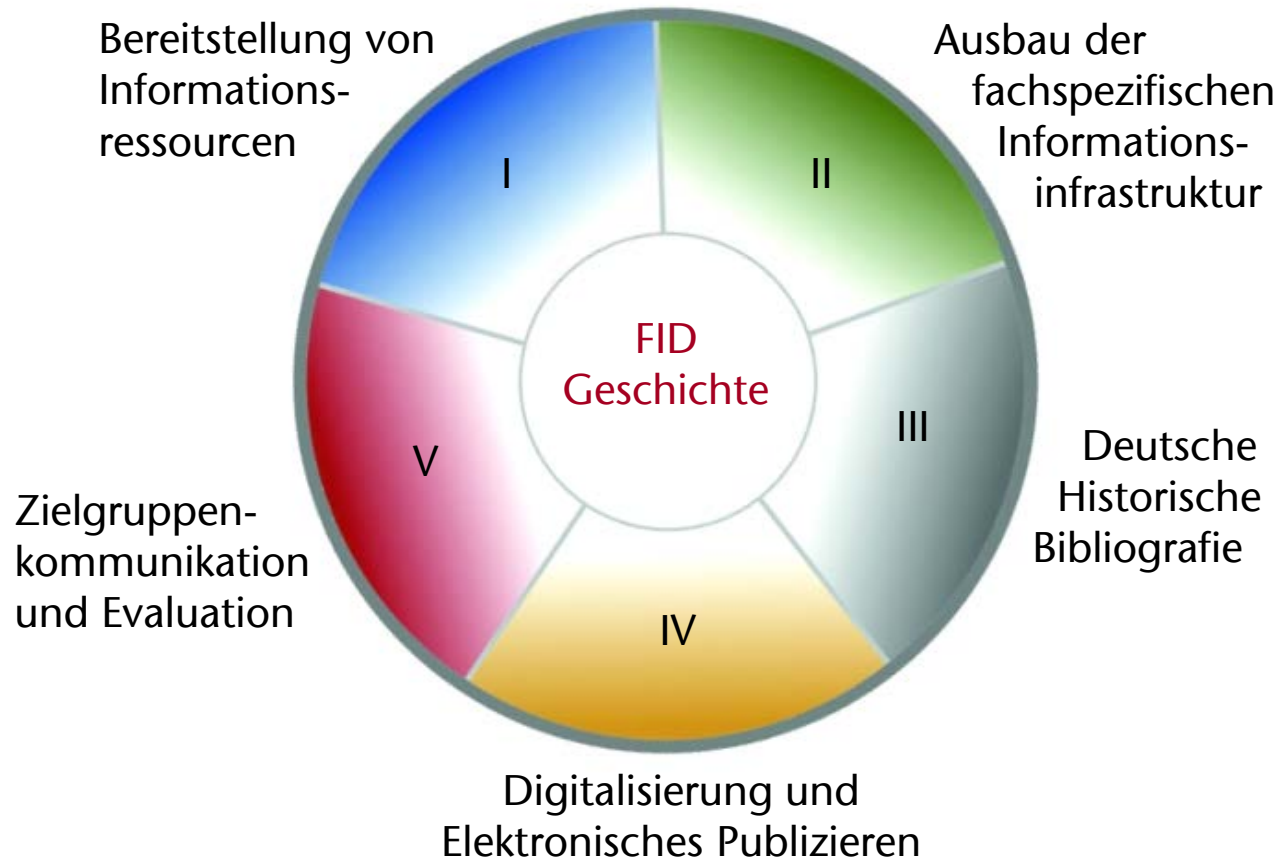 Bereitstellung von
Informations-
ressourcen
I
II
Ausbau der
fachspezifischen
Informations-
infrastruktur
FID
Geschichte
III
Deutsche
Historische
Bibliografie
V
Zielgruppen-
kommunikation
und Evaluation
IV
Digitalisierung und
Elektronisches Publizieren